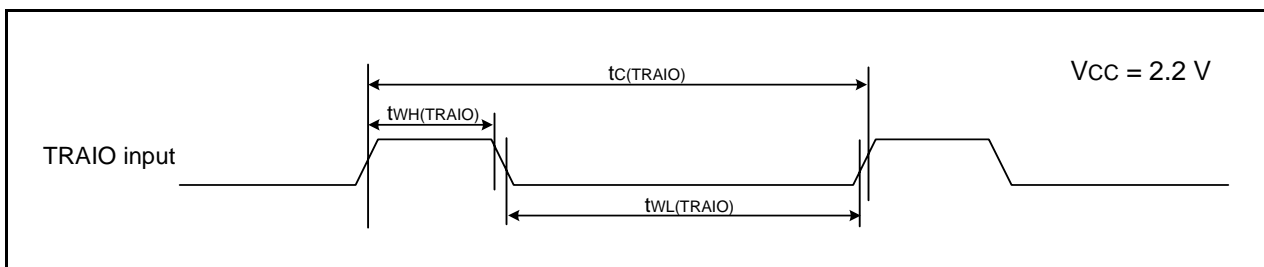 tC(TRAIO)
VCC = 2.2 V
tWH(TRAIO)
TRAIO input
tWL(TRAIO)